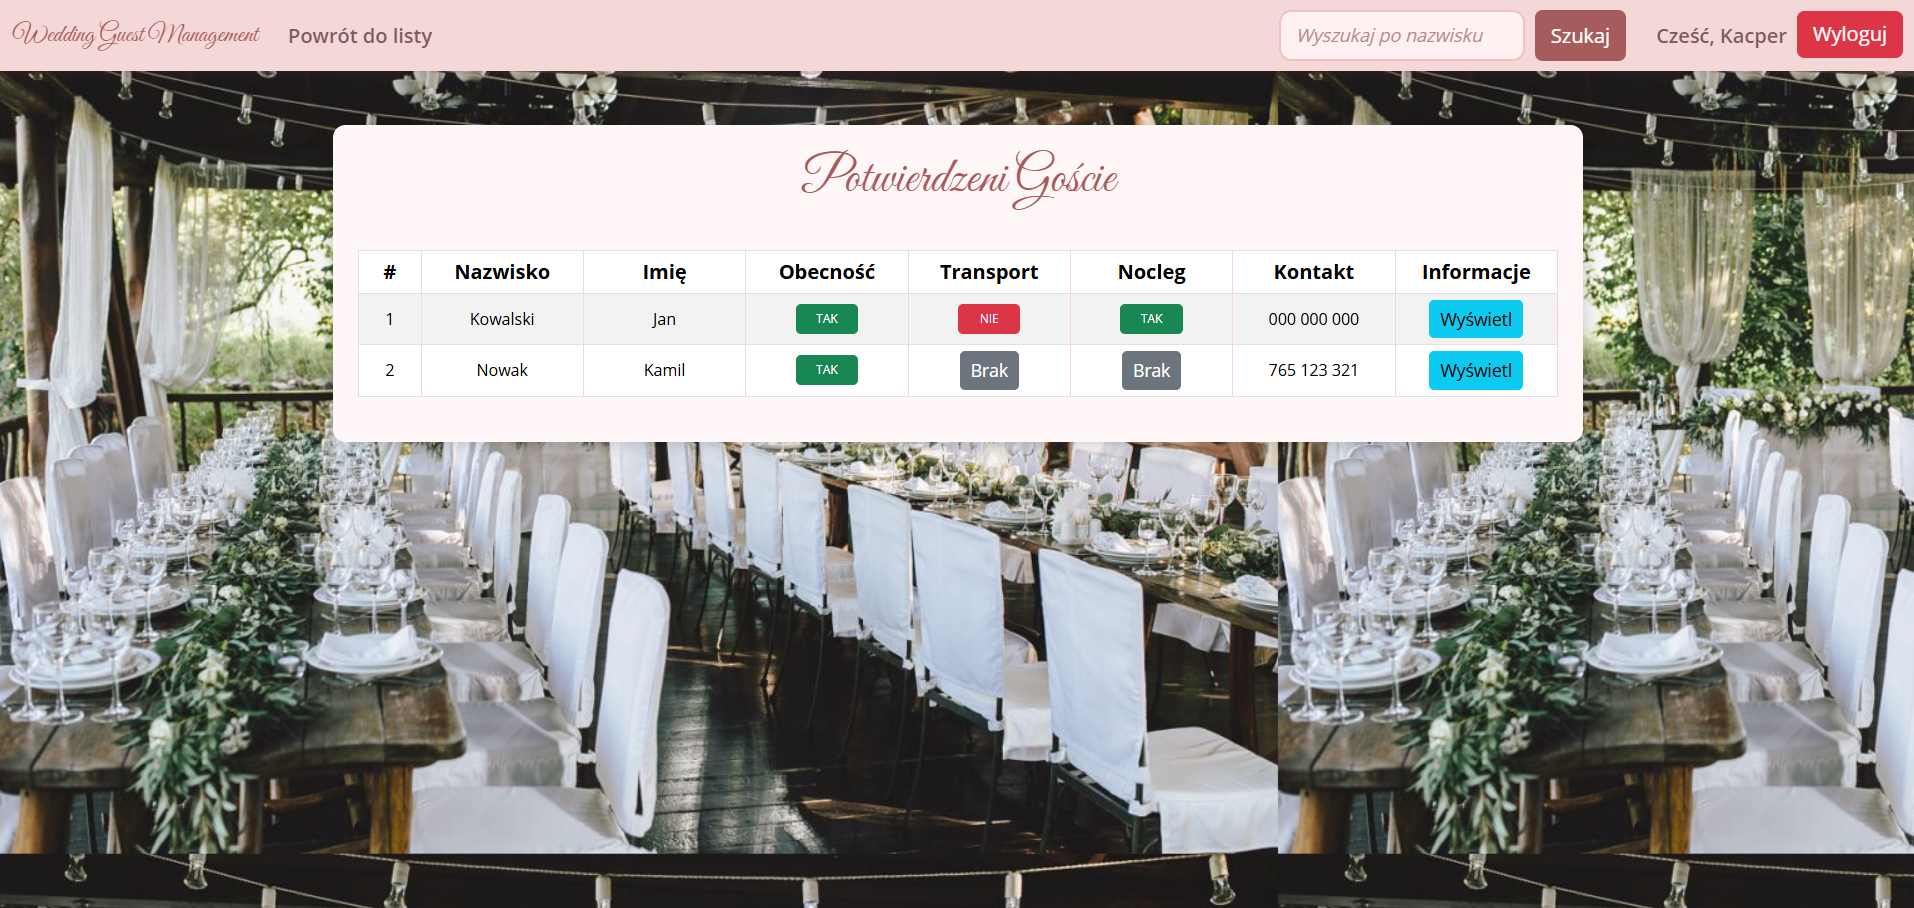 Wedding Guest Management Powrót do listy Wyszukaj po nazwisku Szukaj Cześć, Kacper Wyloguj
Potwierdzeni Goście
# Nazwisko Imię Obecność Transport Nocleg Kontakt Informacje
1 Kowalski Jan TAK NIE TAK 000 000 000 Wyświetl
2 Nowak Kamil TAK Brak Brak 765 123 321 Wyświetl